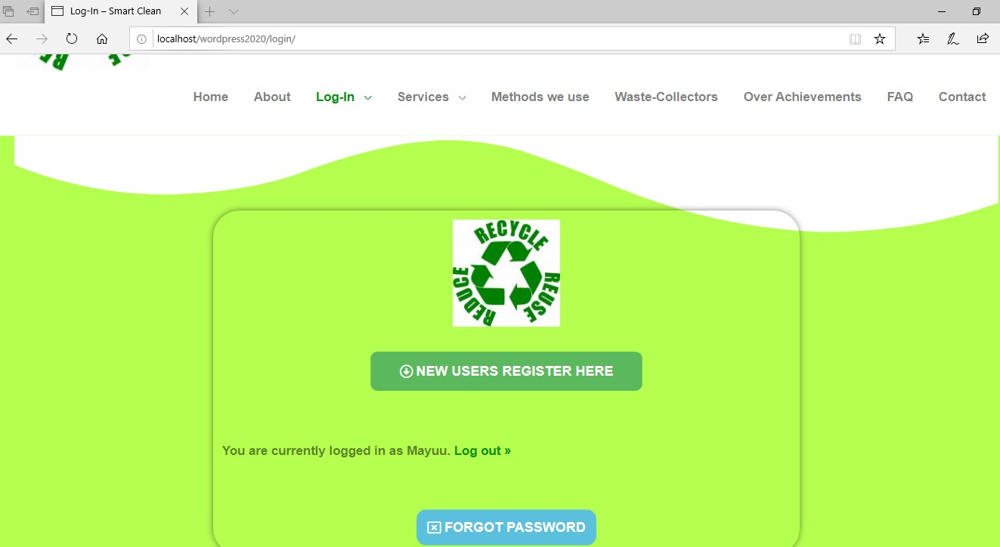 Log-In – Smart Clean
localhost/wordpress2020/login/
Home About Log-In Services Methods we use Waste-Collectors Over Achievements FAQ Contact
RECYCLE
REUSE
REDUCE
NEW USERS REGISTER HERE
You are currently logged in as Mayuu. Log out »
FORGOT PASSWORD